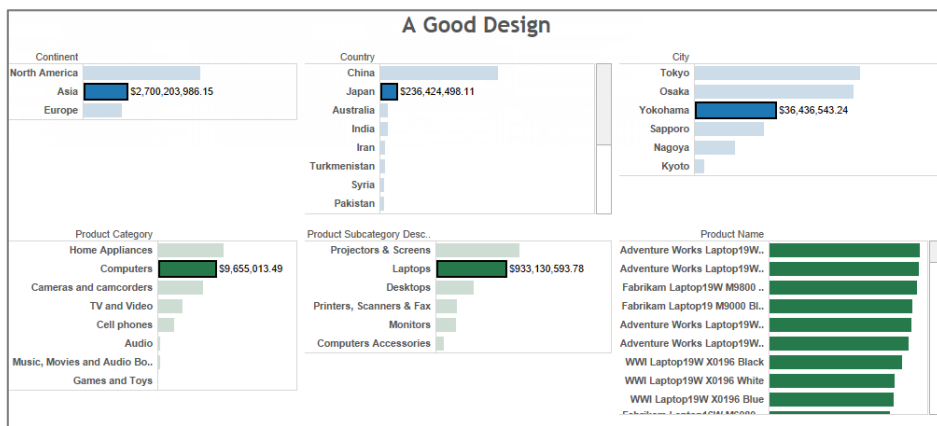 A Good Design
Continent
North America
Asia $2,700,203,986.15
Europe
Country
China
Japan $236,424,498.11
Australia
India
Iran
Turkmenistan
Syria
Pakistan
City
Tokyo
Osaka
Yokohama $36,436,543.24
Sapporo
Nagoya
Kyoto
Product Category
Home Appliances
Computers $9,655,013.49
Cameras and camcorders
TV and Video
Cell phones
Audio
Music, Movies and Audio Bo..
Games and Toys
Product Subcategory Desc..
Projectors & Screens
Laptops $933,130,593.78
Desktops
Printers, Scanners & Fax
Monitors
Computers Accessories
Product Name
Adventure Works Laptop19W..
Adventure Works Laptop19W..
Fabrikam Laptop19W M9800 ..
Fabrikam Laptop19 M9000 Bl..
Adventure Works Laptop19W..
Adventure Works Laptop19W..
WWI Laptop19W X0196 Black
WWI Laptop19W X0196 White
WWI Laptop19W X0196 Blue